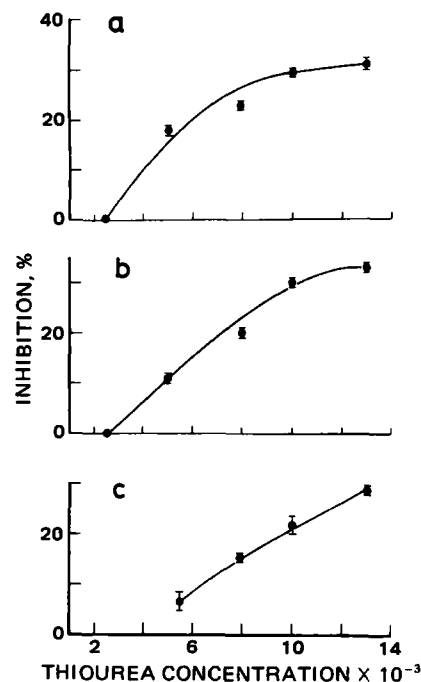 40
a
20
0
INHIBITION, %
b
20
0
c
20
0
2 6 10 14
THIOUREA CONCENTRATION × 10⁻³